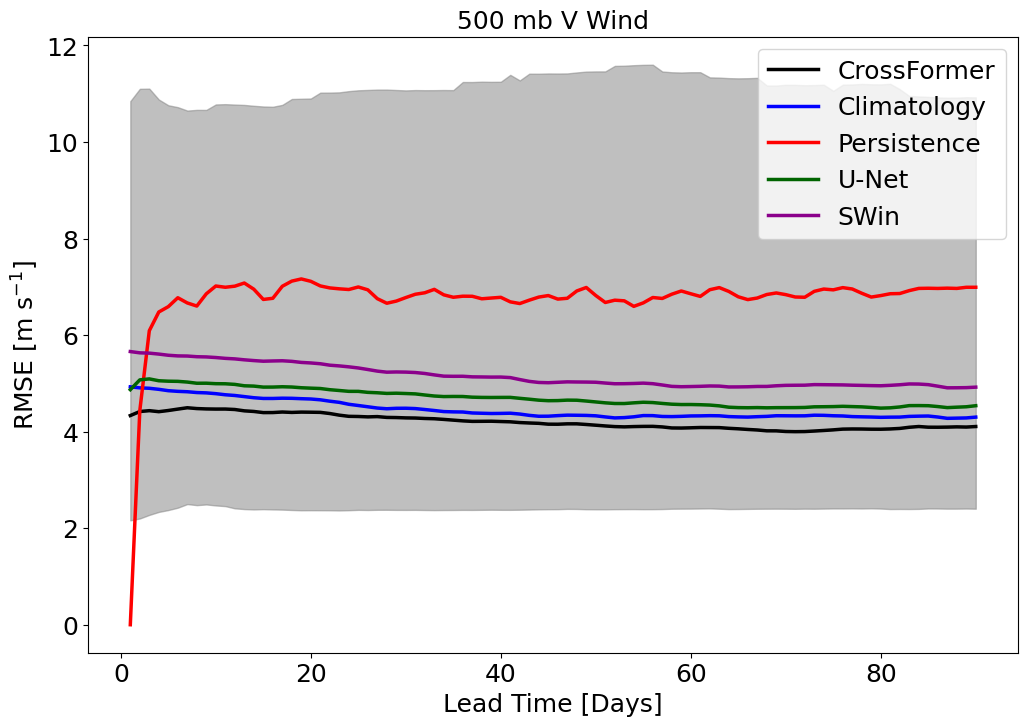 500 mb V Wind
12
10
8
6
4
2
0
RMSE [m s⁻¹]
CrossFormer
Climatology
Persistence
U-Net
SWin
0 20 40 60 80
Lead Time [Days]